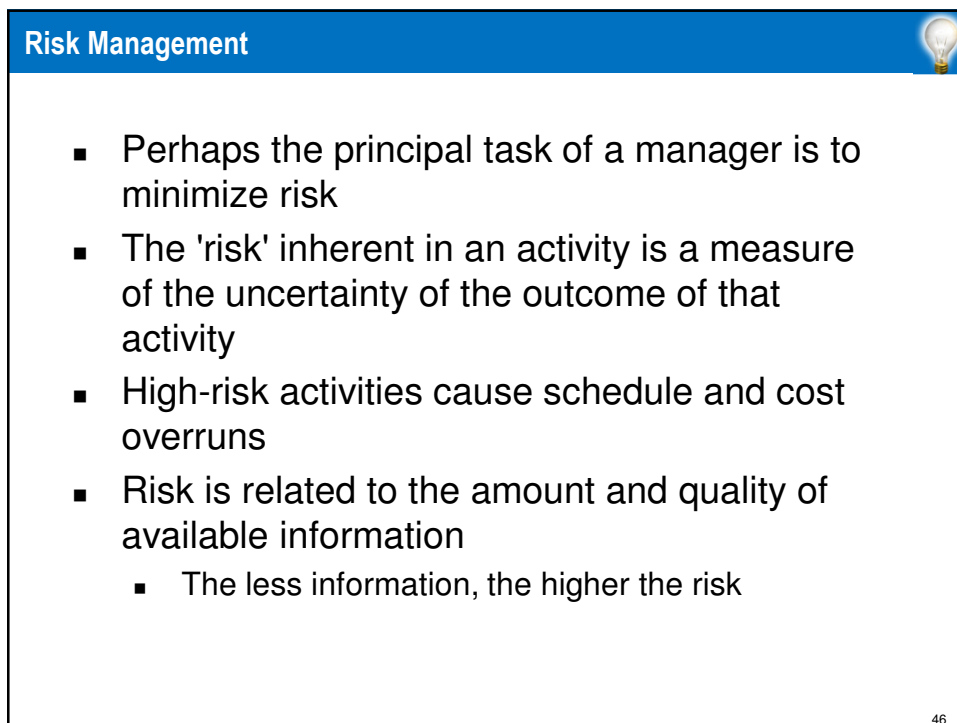 Risk Management
▪ Perhaps the principal task of a manager is to
minimize risk
▪ The 'risk' inherent in an activity is a measure
of the uncertainty of the outcome of that
activity
▪ High-risk activities cause schedule and cost
overruns
▪ Risk is related to the amount and quality of
available information
▪ The less information, the higher the risk
46